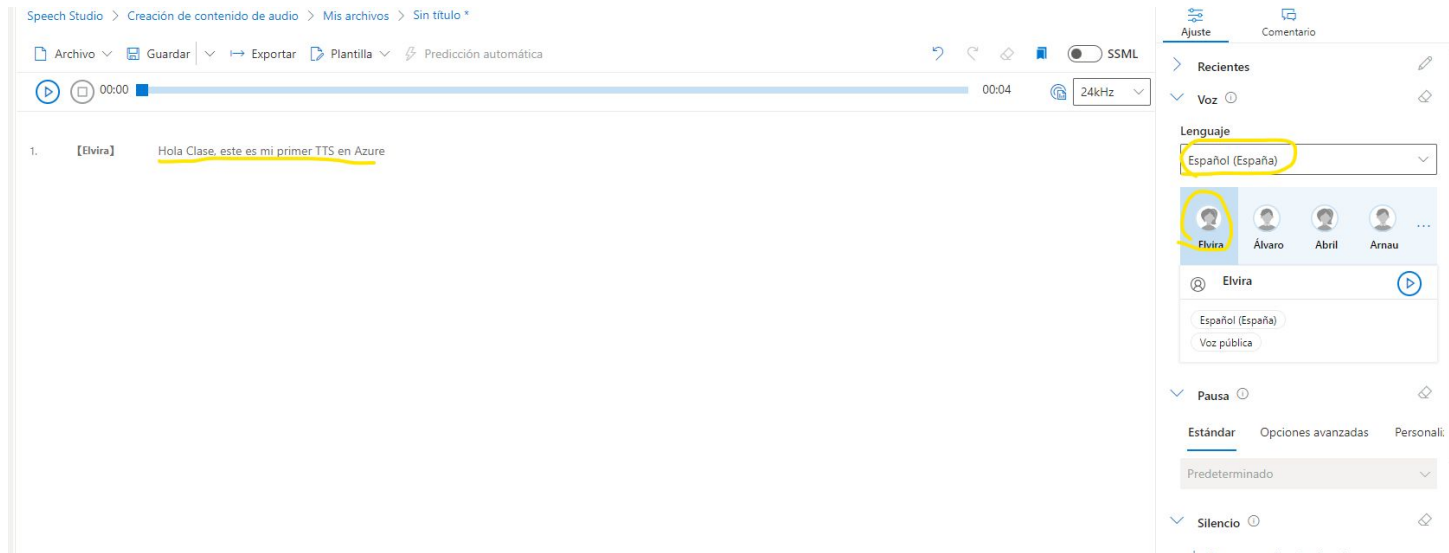 Speech Studio > Creación de contenido de audio > Mis archivos > Sin título *
Archivo Guardar Exportar Plantilla Predicción automática SSML
00:00 00:04 24kHz
1. 【Elvira】 Hola Clase, este es mi primer TTS en Azure
Ajuste Comentario
Recientes
Voz
Lenguaje
Español (España)
Elvira Álvaro Abril Arnau ...
Elvira
Español (España)
Voz pública
Pausa
Estándar Opciones avanzadas Personali
Predeterminado
Silencio